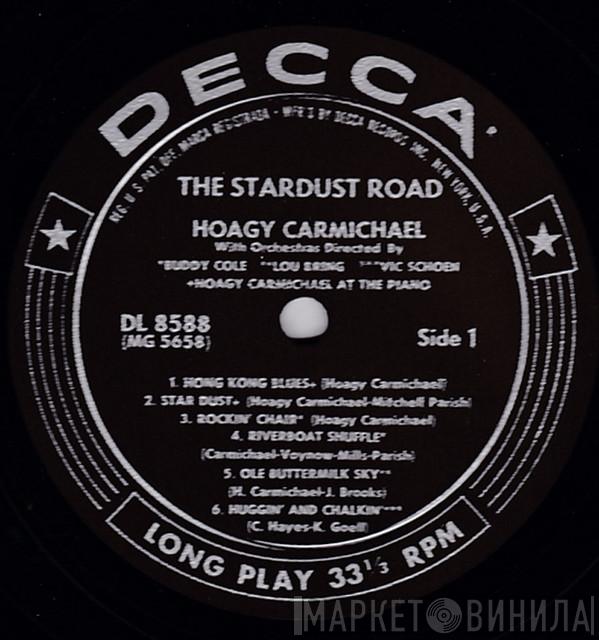 DECCA
REG. U.S. PAT. OFF. MARCA REGISTRADA - MFR'D BY DECCA RECORDS INC. NEW YORK, U.S.A.
THE STARDUST ROAD
HOAGY CARMICHAEL
With Orchestras Directed By
*BUDDY COLE **LOU BRING ***VIC SCHOEN
+HOAGY CARMICHAEL AT THE PIANO
DL 8588
(MG 5658)
Side 1
1. HONG KONG BLUES+ (Hoagy Carmichael)
2. STAR DUST+ (Hoagy Carmichael-Mitchell Parish)
3. ROCKIN' CHAIR* (Hoagy Carmichael)
4. RIVERBOAT SHUFFLE*
(Carmichael-Voynow-Mills-Parish)
5. OLE BUTTERMILK SKY**
(H. Carmichael-J. Brooks)
6. HUGGIN' AND CHALKIN'***
(C. Hayes-K. Goell)
LONG PLAY 33 1/3 RPM
МАРКЕТ ВИНИЛА